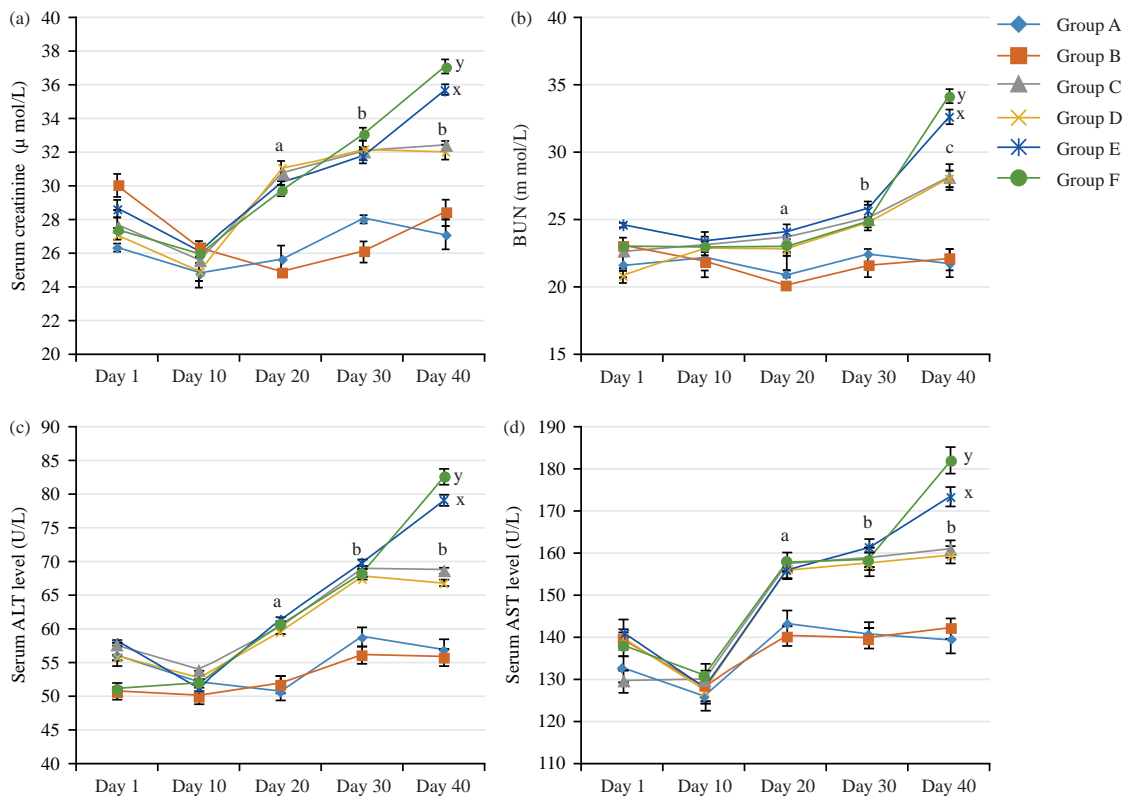 (a)
Serum creatinine (µ mol/L)
40
38
36
34
32
30
28
26
24
22
20
a
b
b
y
x
Day 1 Day 10 Day 20 Day 30 Day 40
(b)
BUN (m mol/L)
40
35
30
25
20
15
a
b
c
y
x
Day 1 Day 10 Day 20 Day 30 Day 40
Group A
Group B
Group C
Group D
Group E
Group F
(c)
Serum ALT level (U/L)
90
85
80
75
70
65
60
55
50
45
40
a
b
b
y
x
Day 1 Day 10 Day 20 Day 30 Day 40
(d)
Serum AST level (U/L)
190
180
170
160
150
140
130
120
110
a
b
b
y
x
Day 1 Day 10 Day 20 Day 30 Day 40